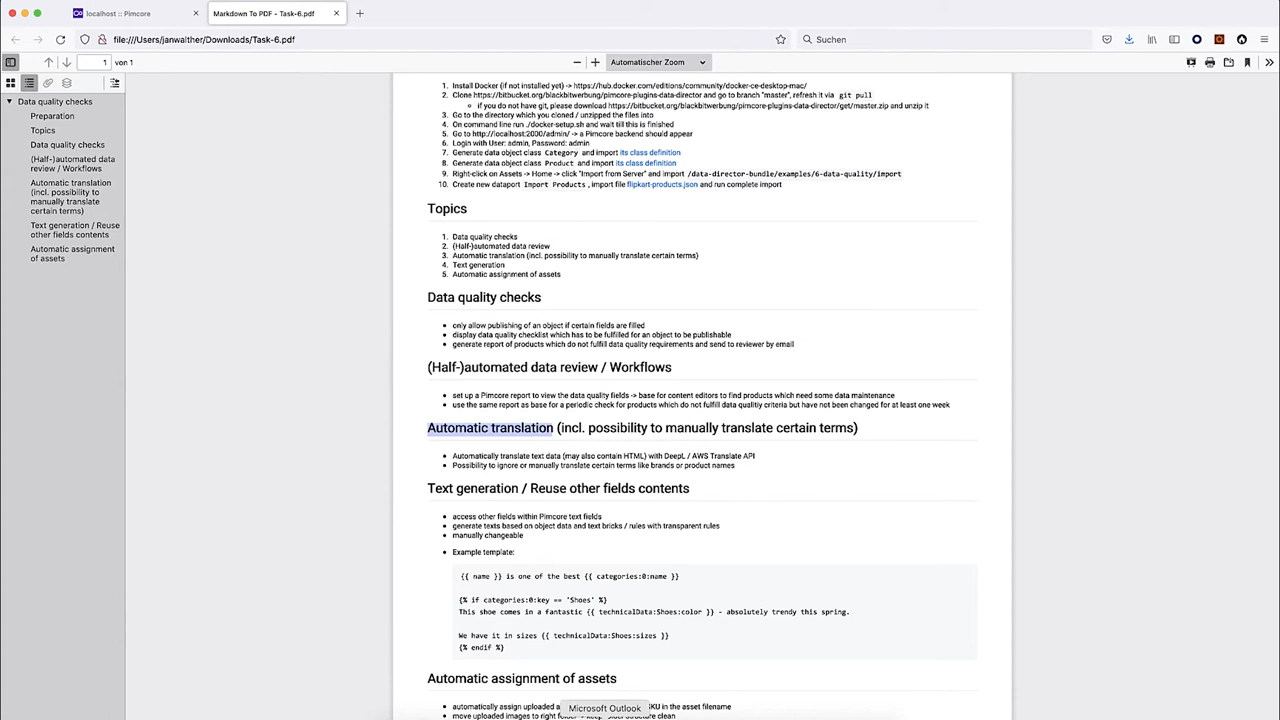 localhost :: Pimcore
Markdown To PDF - Task-6.pdf
file:///Users/janwalther/Downloads/Task-6.pdf
Suchen
1 von 1
Automatischer Zoom
Data quality checks
Preparation
Topics
Data quality checks
(Half-)automated data
review / Workflows
Automatic translation
(incl. possibility to
manually translate
certain terms)
Text generation / Reuse
other fields contents
Automatic assignment
of assets
1. Install Docker (if not installed yet) -> https://hub.docker.com/editions/community/docker-ce-desktop-mac/
2. Clone https://bitbucket.org/blackbitwerbung/pimcore-plugins-data-director and go to branch "master", refresh it via git pull
if you do not have git, please download https://bitbucket.org/blackbitwerbung/pimcore-plugins-data-director/get/master.zip and unzip it
3. Go to the directory which you cloned / unzipped the files into
4. On command line run ./docker-setup.sh and wait till this is finished
5. Go to http://localhost:2000/admin/ -> a Pimcore backend should appear
6. Login with User: admin, Password: admin
7. Generate data object class Category and import its class definition
8. Generate data object class Product and import its class definition
9. Right-click on Assets -> Home -> click "Import from Server" and import /data-director-bundle/examples/6-data-quality/import
10. Create new dataport Import Products, import file flipkart-products.json and run complete import
Topics
1. Data quality checks
2. (Half-)automated data review
3. Automatic translation (incl. possibility to manually translate certain terms)
4. Text generation
5. Automatic assignment of assets
Data quality checks
only allow publishing of an object if certain fields are filled
display data quality checklist which has to be fulfilled for an object to be publishable
generate report of products which do not fulfill data quality requirements and send to reviewer by email
(Half-)automated data review / Workflows
set up a Pimcore report to view the data quality fields -> base for content editors to find products which need some data maintenance
use the same report as base for a periodic check for products which do not fulfill data qualitiy criteria but have not been changed for at least one week
Automatic translation (incl. possibility to manually translate certain terms)
Automatically translate text data (may also contain HTML) with DeepL / AWS Translate API
Possibility to ignore or manually translate certain terms like brands or product names
Text generation / Reuse other fields contents
access other fields within Pimcore text fields
generate texts based on object data and text bricks / rules with transparent rules
manually changeable
Example template:
{{ name }} is one of the best {{ categories:0:name }}
{% if categories:0:key == 'Shoes' %}
This shoe comes in a fantastic {{ technicalData:Shoes:color }} - absolutely trendy this spring.
We have it in sizes {{ technicalData:Shoes:sizes }}
{% endif %}
Automatic assignment of assets
automatically assign uploaded a SKU in the asset filename
move uploaded images to right folder keep folder structure clean
Microsoft Outlook